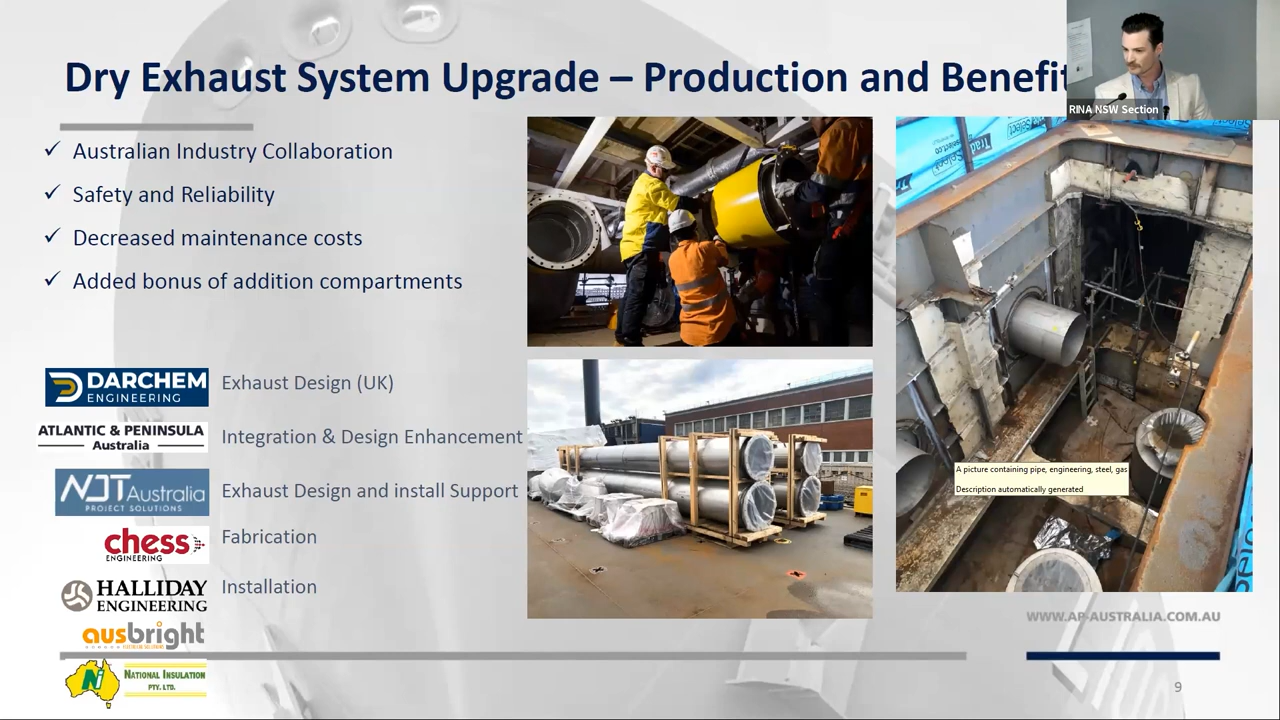 Dry Exhaust System Upgrade – Production and Benefit
RINA NSW Section
✓ Australian Industry Collaboration
✓ Safety and Reliability
✓ Decreased maintenance costs
✓ Added bonus of addition compartments
DARCHEM
ENGINEERING
Exhaust Design (UK)
ATLANTIC & PENINSULA
Australia
Integration & Design Enhancement
NDT Australia
PROJECT SOLUTIONS
Exhaust Design and install Support
chess
ENGINEERING
Fabrication
HALLIDAY
ENGINEERING
Installation
ausbright
NATIONAL INSULATION
PTY. LTD.
A picture containing pipe, engineering, steel, gas
Description automatically generated
WWW.AP-AUSTRALIA.COM.AU
9